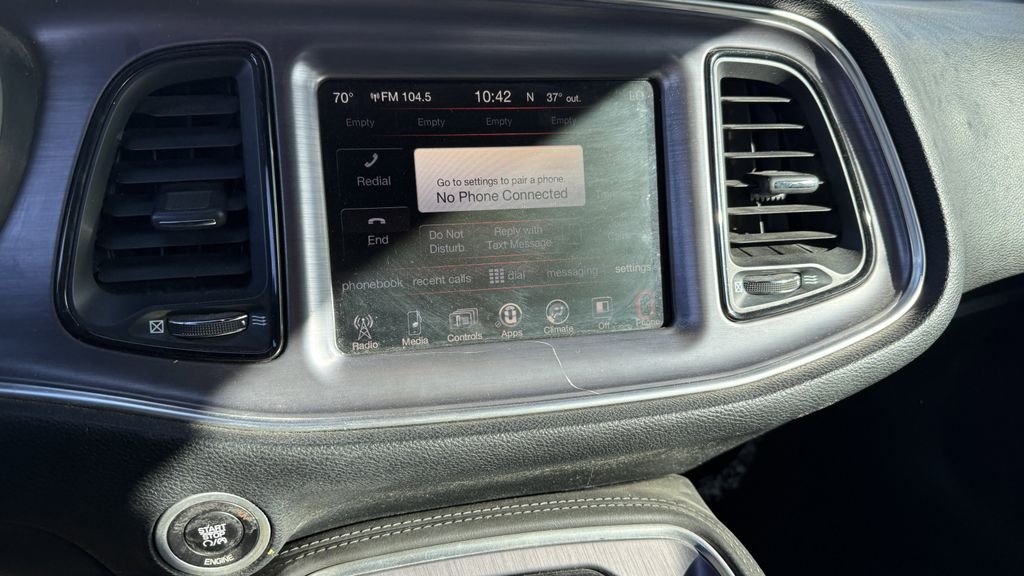 70° FM 104.5 10:42 N 37° out.
Empty Empty Empty Empty
Redial
Go to settings to pair a phone.
No Phone Connected
End
Do Not
Disturb
Reply with
Text Message
phonebook recent calls dial messaging settings
Radio Media Controls Apps Climate Off Phone
START
STOP
ENGINE